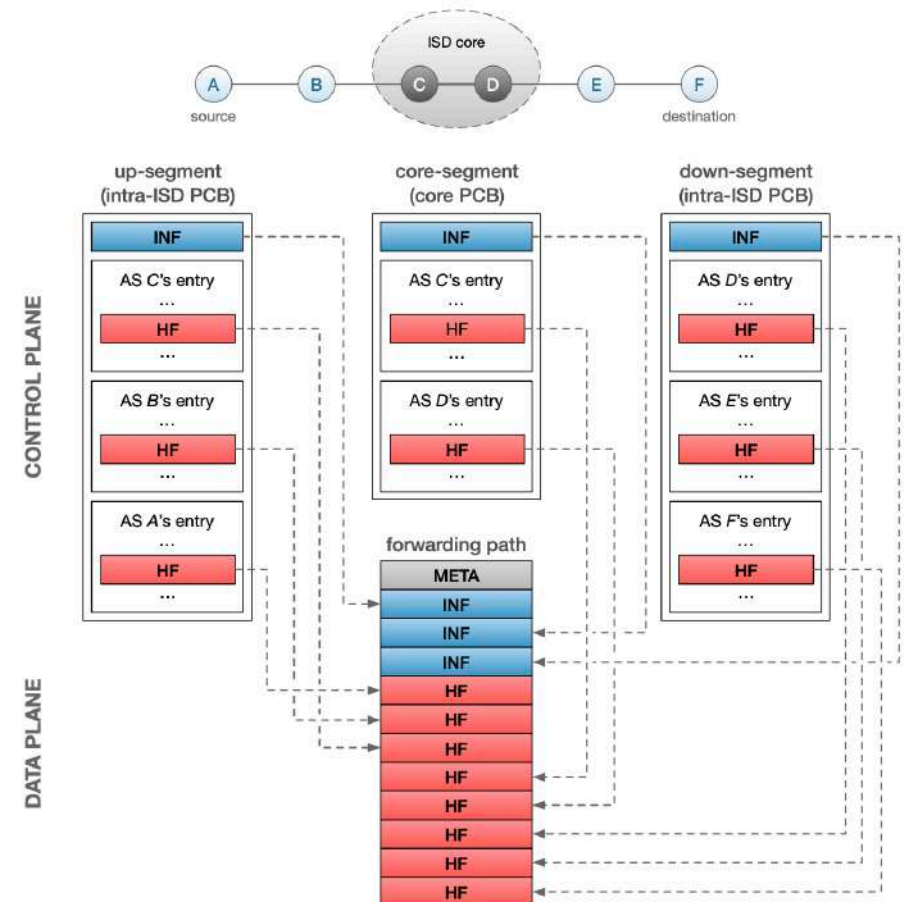 ISD core
A
B
C
D
E
F
source
destination
up-segment
(intra-ISD PCB)
core-segment
(core PCB)
down-segment
(intra-ISD PCB)
CONTROL PLANE
INF
AS C's entry
...
HF
...
AS B's entry
...
HF
...
AS A's entry
...
HF
...
INF
AS C's entry
...
HF
...
AS D's entry
...
HF
...
INF
AS D's entry
...
HF
...
AS E's entry
...
HF
...
AS F's entry
...
HF
...
DATA PLANE
forwarding path
META
INF
INF
INF
HF
HF
HF
HF
HF
HF
HF
HF